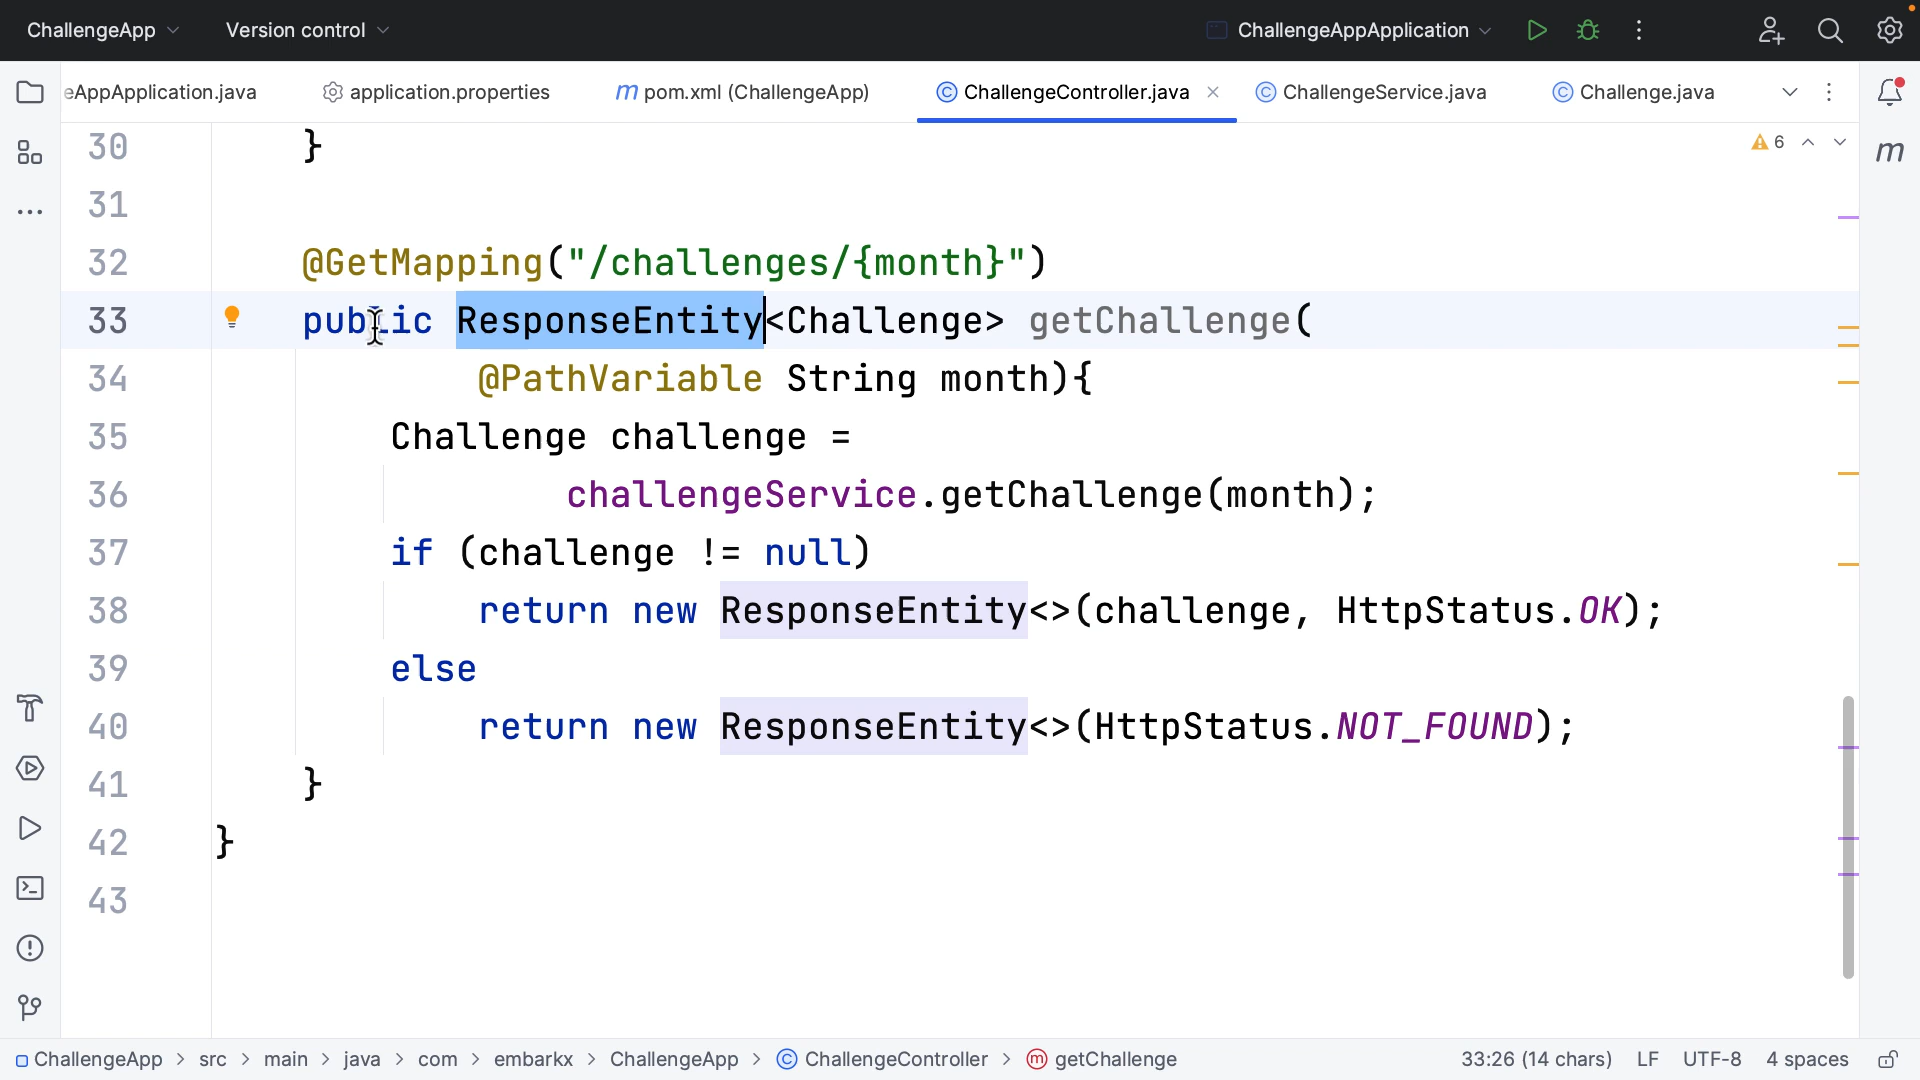 ChallengeApp Version control ChallengeAppApplication
eAppApplication.java application.properties m pom.xml (ChallengeApp) © ChallengeController.java © ChallengeService.java © Challenge.java
30 } 6
31
32 @GetMapping("/challenges/{month}")
33 public ResponseEntity<Challenge> getChallenge(
34 @PathVariable String month){
35 Challenge challenge =
36 challengeService.getChallenge(month);
37 if (challenge != null)
38 return new ResponseEntity<>(challenge, HttpStatus.OK);
39 else
40 return new ResponseEntity<>(HttpStatus.NOT_FOUND);
41 }
42 }
43
ChallengeApp > src > main > java > com > embarkx > ChallengeApp > © ChallengeController > m getChallenge 33:26 (14 chars) LF UTF-8 4 spaces
m